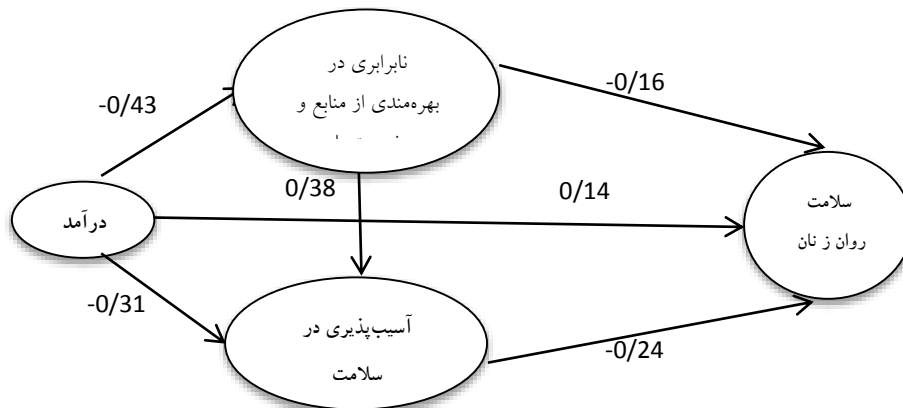 نابرابری در
بهره‌مندی از منابع و
-0/43
-0/16
0/38
0/14
درآمد
سلامت
روان ز نان
-0/31
آسیب‌پذیری در
سلامت
-0/24